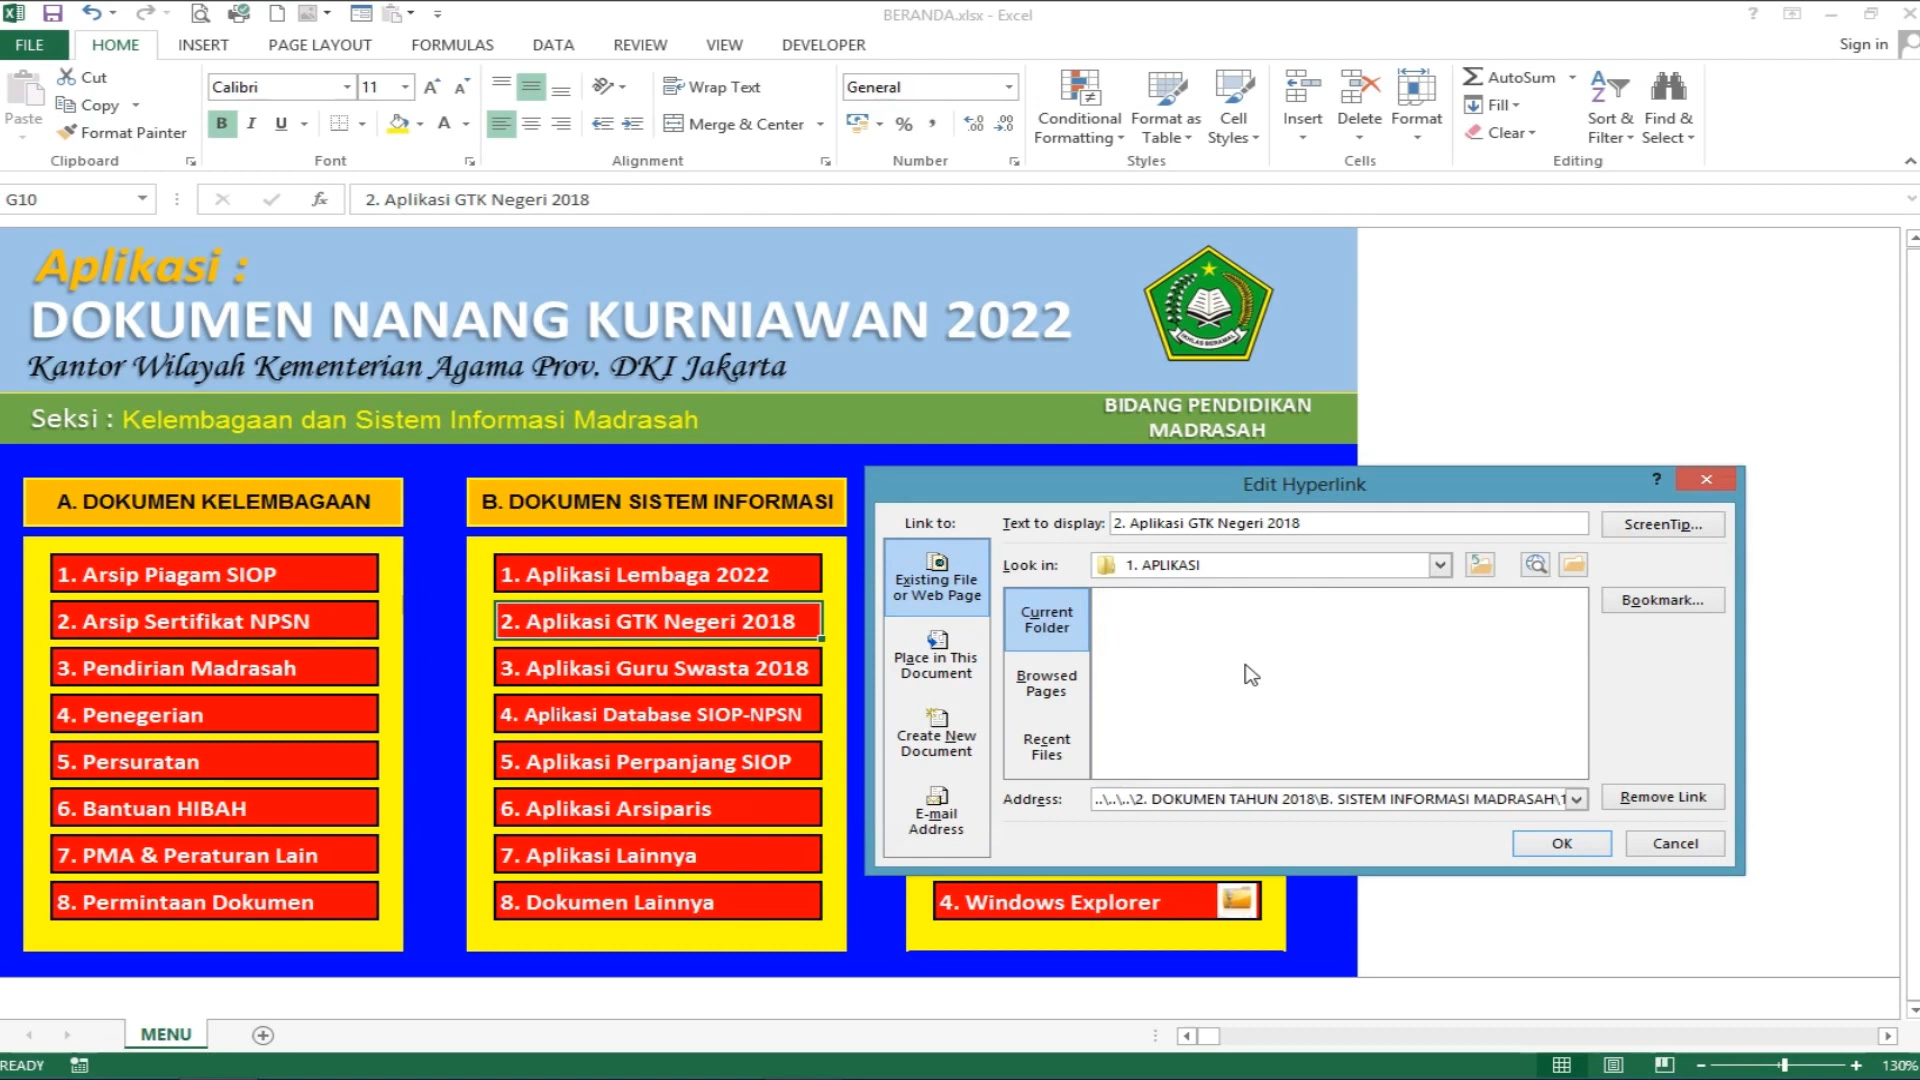 BERANDA.xlsx - Excel
?
FILE HOME INSERT PAGE LAYOUT FORMULAS DATA REVIEW VIEW DEVELOPER Sign in
Paste
Cut
Copy
Format Painter
Clipboard
Calibri 11
B I U
Font
Wrap Text
Merge & Center
Alignment
General
%
Number
Conditional
Formatting
Format as
Table
Cell
Styles
Styles
Insert
Delete
Format
Cells
AutoSum
Fill
Clear
Sort &
Filter
Find &
Select
Editing
G10
fx
2. Aplikasi GTK Negeri 2018
Aplikasi :
DOKUMEN NANANG KURNIAWAN 2022
Kantor Wilayah Kementerian Agama Prov. DKI Jakarta
IKHLAS BERAMAL
Seksi : Kelembagaan dan Sistem Informasi Madrasah
BIDANG PENDIDIKAN
MADRASAH
A. DOKUMEN KELEMBAGAAN
1. Arsip Piagam SIOP
2. Arsip Sertifikat NPSN
3. Pendirian Madrasah
4. Penegerian
5. Persuratan
6. Bantuan HIBAH
7. PMA & Peraturan Lain
8. Permintaan Dokumen
B. DOKUMEN SISTEM INFORMASI
1. Aplikasi Lembaga 2022
2. Aplikasi GTK Negeri 2018
3. Aplikasi Guru Swasta 2018
4. Aplikasi Database SIOP-NPSN
5. Aplikasi Perpanjang SIOP
6. Aplikasi Arsiparis
7. Aplikasi Lainnya
8. Dokumen Lainnya
4. Windows Explorer
Edit Hyperlink
?
Link to:
Text to display: 2. Aplikasi GTK Negeri 2018
ScreenTip...
Existing File
or Web Page
Place in This
Document
Create New
Document
E-mail
Address
Look in: 1. APLIKASI
Current
Folder
Browsed
Pages
Recent
Files
Bookmark...
Address: ..\..\..\2. DOKUMEN TAHUN 2018\B. SISTEM INFORMASI MADRASAH\1
Remove Link
OK
Cancel
MENU
READY
130%